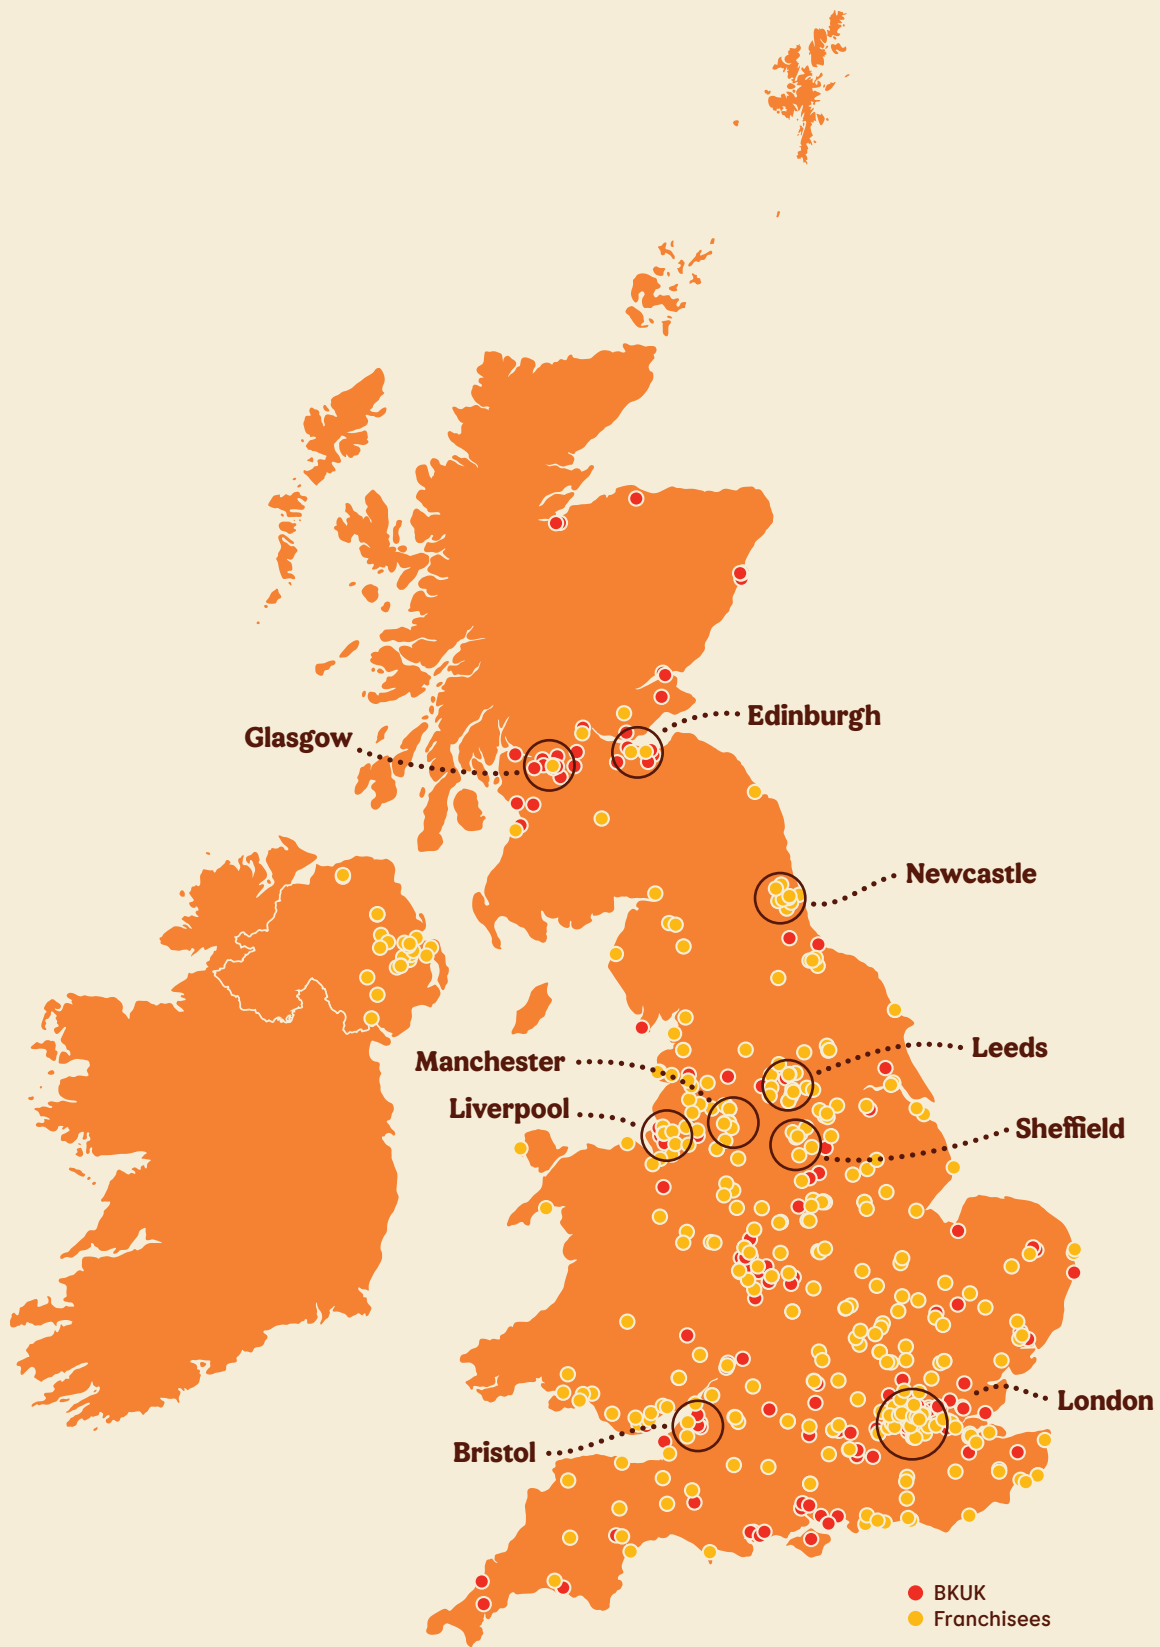 Edinburgh
Glasgow
Newcastle
Leeds
Manchester
Liverpool
Sheffield
London
Bristol
BKUK
Franchisees